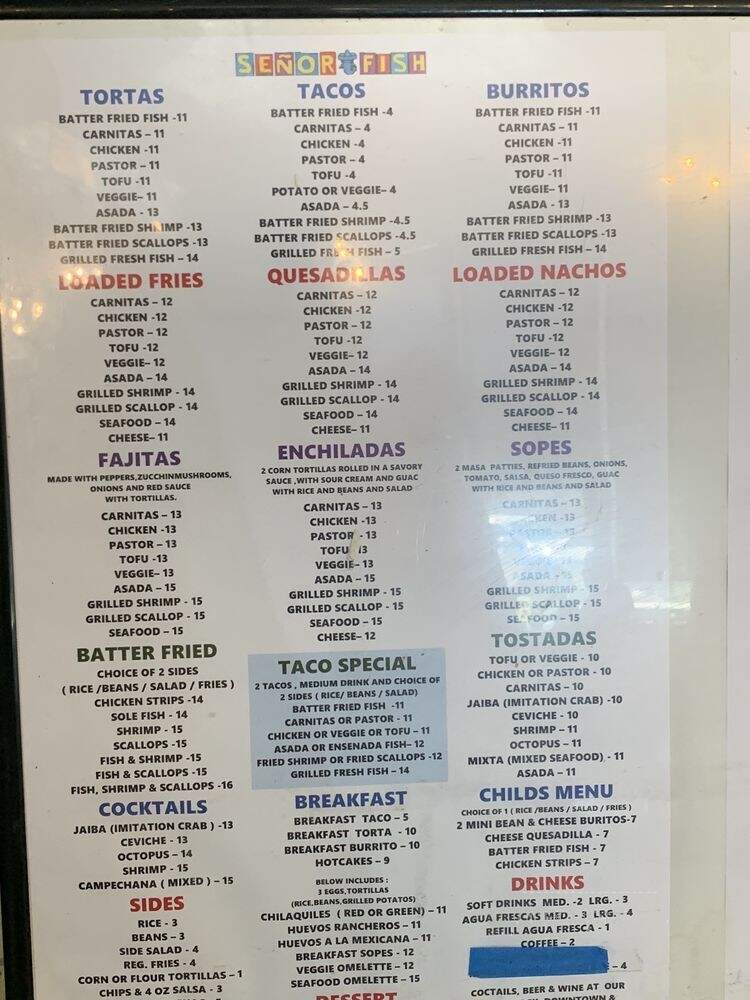 SEÑOR FISH
TORTAS
BATTER FRIED FISH -11
CARNITAS – 11
CHICKEN -11
PASTOR – 11
TOFU -11
VEGGIE– 11
ASADA - 13
BATTER FRIED SHRIMP -13
BATTER FRIED SCALLOPS -13
GRILLED FRESH FISH – 14
LOADED FRIES
CARNITAS – 12
CHICKEN -12
PASTOR – 12
TOFU -12
VEGGIE– 12
ASADA – 14
GRILLED SHRIMP - 14
GRILLED SCALLOP - 14
SEAFOOD – 14
CHEESE– 11
FAJITAS
MADE WITH PEPPERS,ZUCCHINMUSHROOMS,
ONIONS AND RED SAUCE
WITH TORTILLAS.
CARNITAS – 13
CHICKEN -13
PASTOR – 13
TOFU -13
VEGGIE– 13
ASADA – 15
GRILLED SHRIMP - 15
GRILLED SCALLOP - 15
SEAFOOD – 15
BATTER FRIED
CHOICE OF 2 SIDES
( RICE /BEANS / SALAD / FRIES )
CHICKEN STRIPS -14
SOLE FISH - 14
SHRIMP - 15
SCALLOPS -15
FISH & SHRIMP -15
FISH & SCALLOPS -15
FISH, SHRIMP & SCALLOPS -16
COCKTAILS
JAIBA (IMITATION CRAB ) -13
CEVICHE - 13
OCTOPUS – 14
SHRIMP - 15
CAMPECHANA ( MIXED ) – 15
SIDES
RICE - 3
BEANS – 3
SIDE SALAD - 4
REG. FRIES - 4
CORN OR FLOUR TORTILLAS – 1
CHIPS & 4 OZ SALSA - 3
TACOS
BATTER FRIED FISH -4
CARNITAS – 4
CHICKEN -4
PASTOR – 4
TOFU -4
POTATO OR VEGGIE– 4
ASADA – 4.5
BATTER FRIED SHRIMP -4.5
BATTER FRIED SCALLOPS -4.5
GRILLED FRESH FISH – 5
QUESADILLAS
CARNITAS – 12
CHICKEN -12
PASTOR – 12
TOFU -12
VEGGIE– 12
ASADA – 14
GRILLED SHRIMP - 14
GRILLED SCALLOP - 14
SEAFOOD – 14
CHEESE– 11
ENCHILADAS
2 CORN TORTILLAS ROLLED IN A SAVORY
SAUCE ,WITH SOUR CREAM AND GUAC
WITH RICE AND BEANS AND SALAD
CARNITAS – 13
CHICKEN -13
PASTOR - 13
TOFU 13
VEGGIE– 13
ASADA – 15
GRILLED SHRIMP - 15
GRILLED SCALLOP - 15
SEAFOOD – 15
CHEESE– 12
TACO SPECIAL
2 TACOS , MEDIUM DRINK AND CHOICE OF
2 SIDES ( RICE/ BEANS / SALAD)
BATTER FRIED FISH -11
CARNITAS OR PASTOR - 11
CHICKEN OR VEGGIE OR TOFU – 11
ASADA OR ENSENADA FISH– 12
FRIED SHRIMP OR FRIED SCALLOPS -12
GRILLED FRESH FISH – 14
BREAKFAST
BREAKFAST TACO – 5
BREAKFAST TORTA - 10
BREAKFAST BURRITO – 10
HOTCAKES – 9
BELOW INCLUDES :
3 EGGS,TORTILLAS
(RICE,BEANS,GRILLED POTATOS)
CHILAQUILES ( RED OR GREEN) – 11
HUEVOS RANCHEROS – 11
HUEVOS A LA MEXICANA – 11
BREAKFAST SOPES - 12
VEGGIE OMELETTE – 12
SEAFOOD OMELETTE – 15
DESSERT
BURRITOS
BATTER FRIED FISH -11
CARNITAS – 11
CHICKEN -11
PASTOR – 11
TOFU -11
VEGGIE– 11
ASADA - 13
BATTER FRIED SHRIMP -13
BATTER FRIED SCALLOPS -13
GRILLED FRESH FISH – 14
LOADED NACHOS
CARNITAS – 12
CHICKEN -12
PASTOR – 12
TOFU -12
VEGGIE– 12
ASADA – 14
GRILLED SHRIMP - 14
GRILLED SCALLOP - 14
SEAFOOD – 14
CHEESE– 11
SOPES
2 MASA PATTIES, REFRIED BEANS, ONIONS,
TOMATO, SALSA, QUESO FRESCO, GUAC
WITH RICE AND BEANS AND SALAD
CARNITAS – 13
CHICKEN -13
ASADA – 15
GRILLED SHRIMP - 15
GRILLED SCALLOP - 15
SEAFOOD – 15
TOSTADAS
TOFU OR VEGGIE - 10
CHICKEN OR PASTOR - 10
CARNITAS – 10
JAIBA (IMITATION CRAB) -10
CEVICHE - 10
SHRIMP – 11
OCTOPUS – 11
MIXTA (MIXED SEAFOOD) - 11
ASADA – 11
CHILDS MENU
CHOICE OF 1 ( RICE /BEANS / SALAD / FRIES )
2 MINI BEAN & CHEESE BURITOS-7
CHEESE QUESADILLA - 7
BATTER FRIED FISH - 7
CHICKEN STRIPS – 7
DRINKS
SOFT DRINKS MED. -2 LRG. - 3
AGUA FRESCAS MED. - 3 LRG. - 4
REFILL AGUA FRESCA - 1
COFFEE – 2
– 4
COCTAILS, BEER & WINE AT OUR
DOWNTOWN &